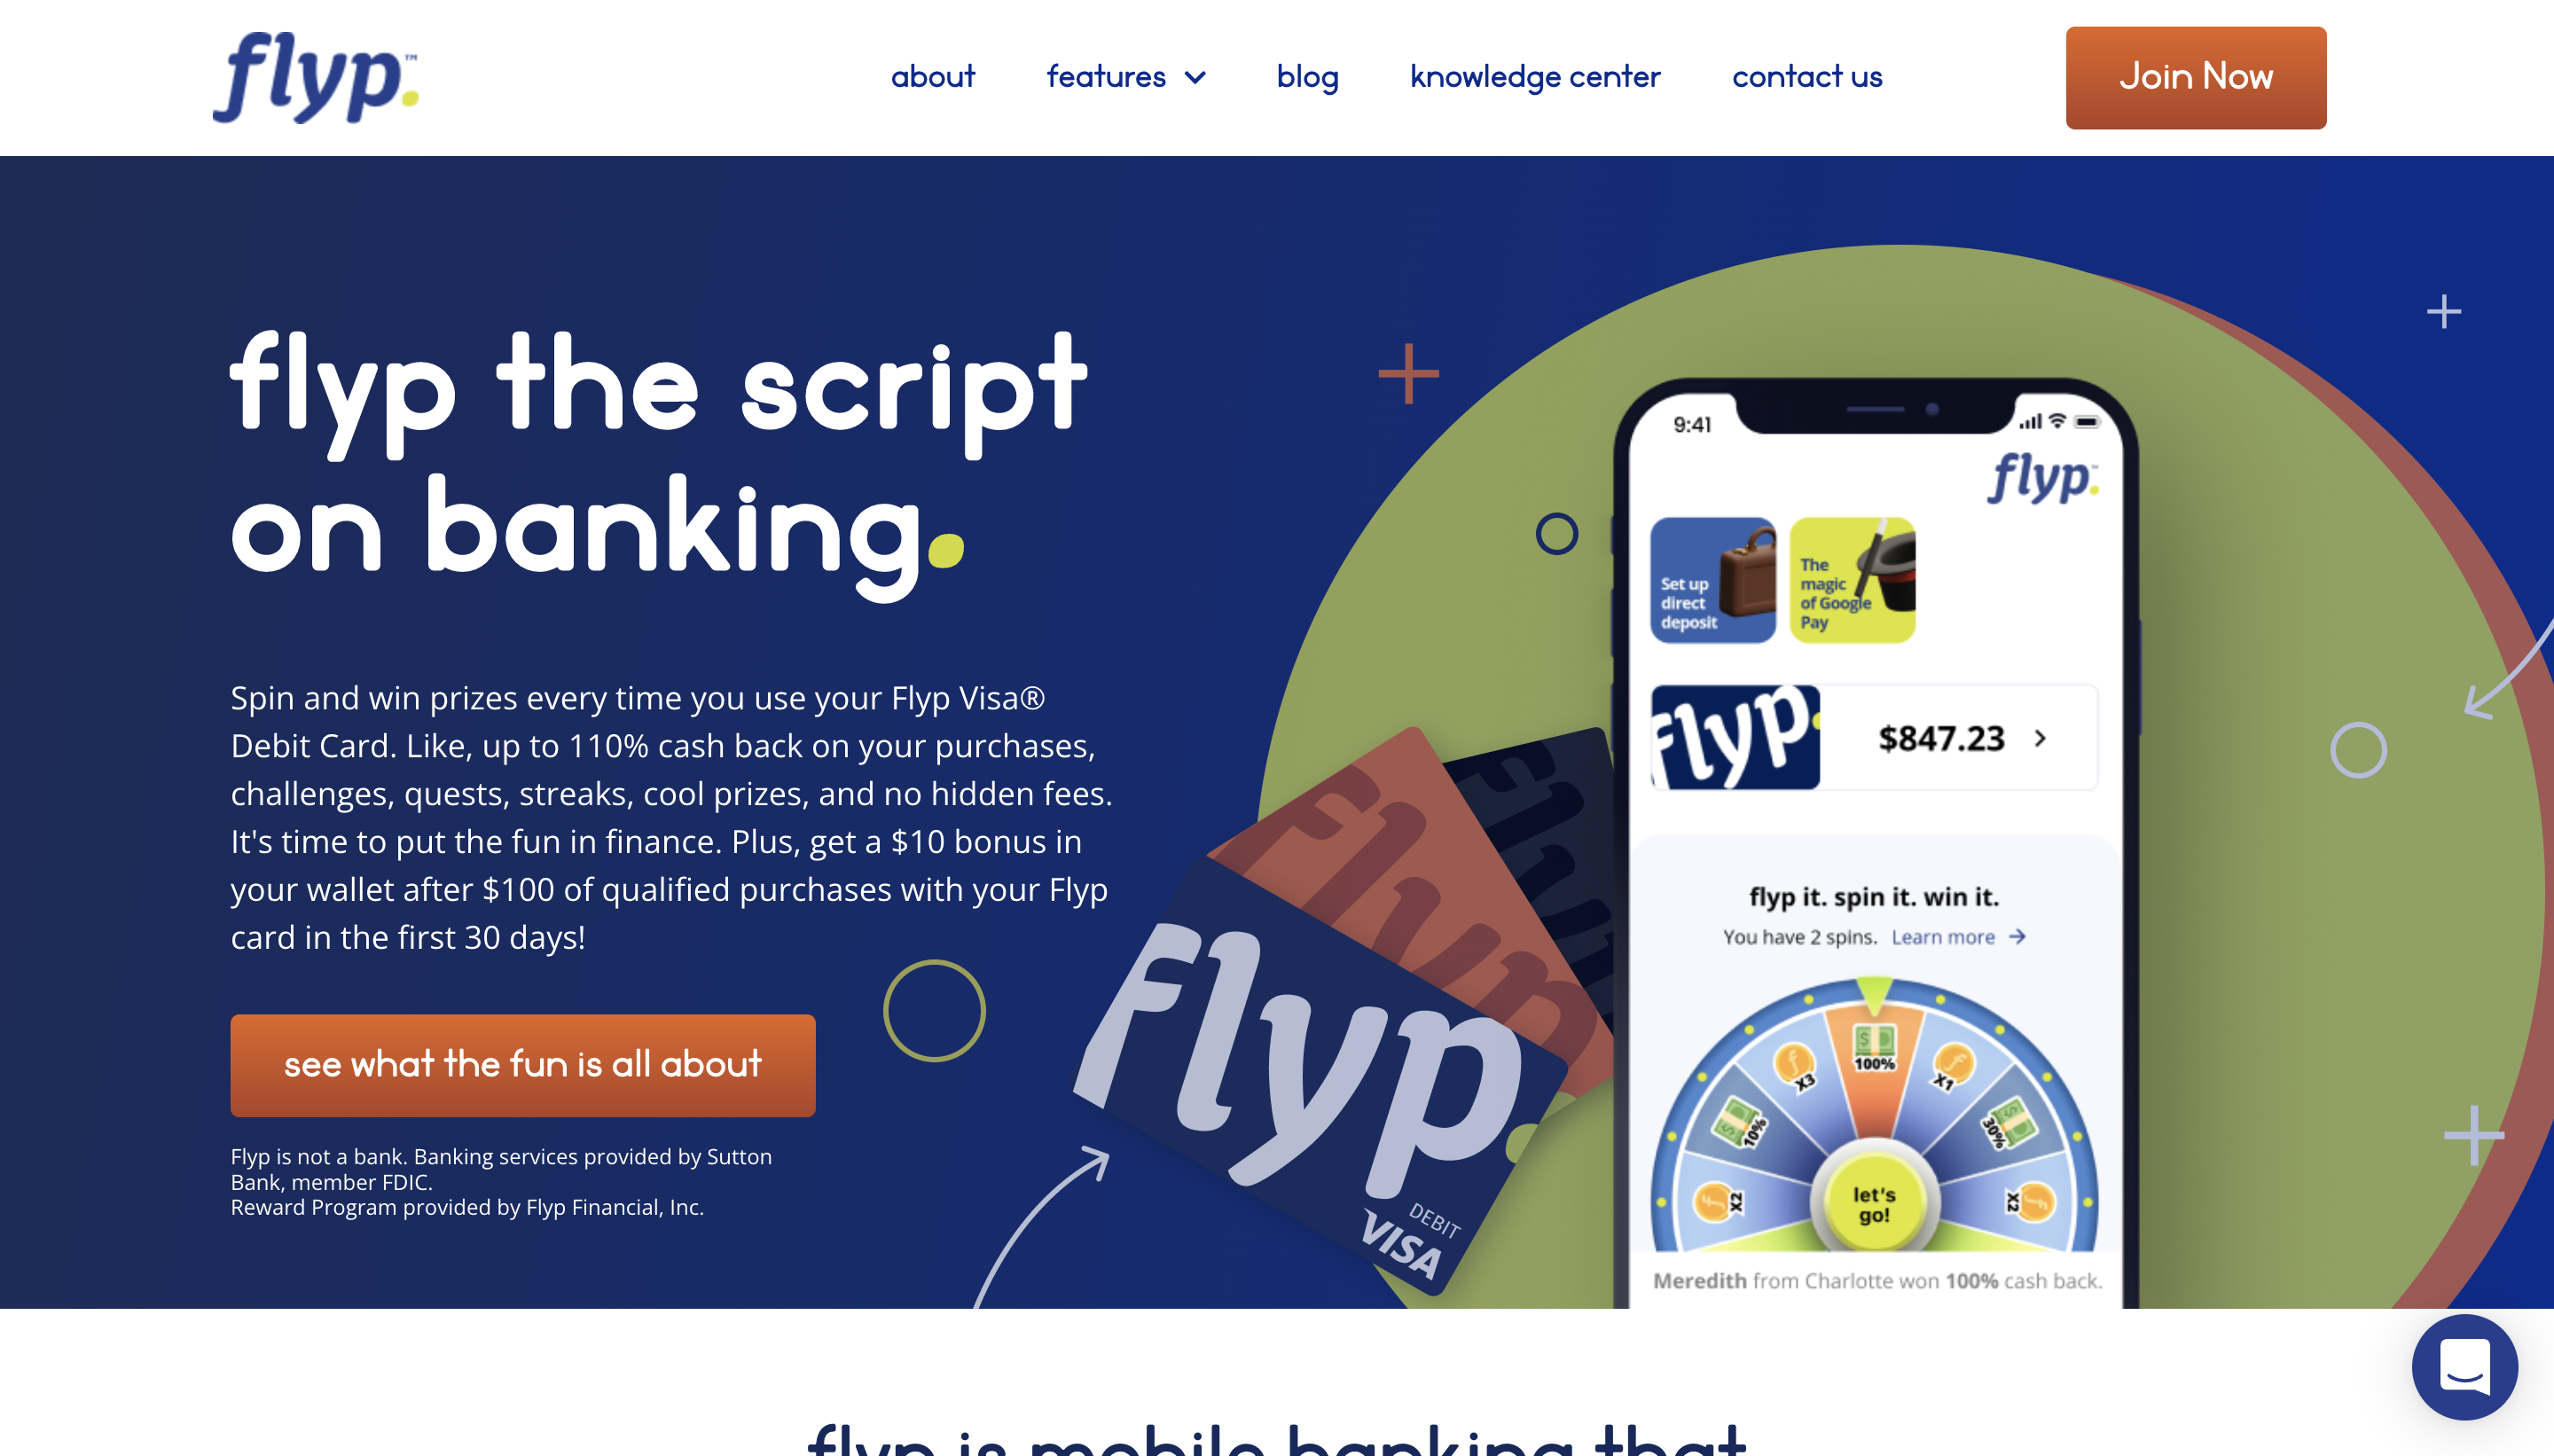 flyp™.
about
features
blog
knowledge center
contact us
Join Now
flyp the script
on banking.
Spin and win prizes every time you use your Flyp Visa®
Debit Card. Like, up to 110% cash back on your purchases,
challenges, quests, streaks, cool prizes, and no hidden fees.
It's time to put the fun in finance. Plus, get a $10 bonus in
your wallet after $100 of qualified purchases with your Flyp
card in the first 30 days!
see what the fun is all about
Flyp is not a bank. Banking services provided by Sutton
Bank, member FDIC.
Reward Program provided by Flyp Financial, Inc.
flyp
flyp
flyp.
DEBIT
VISA
9:41
flyp™.
Set up
direct
deposit
The
magic
of Google
Pay
flyp.
$847.23
flyp it. spin it. win it.
You have 2 spins. Learn more
100%
X3
X1
10%
30%
X2
X2
let's
go!
Meredith from Charlotte won 100% cash back.
flyp is mobile banking that